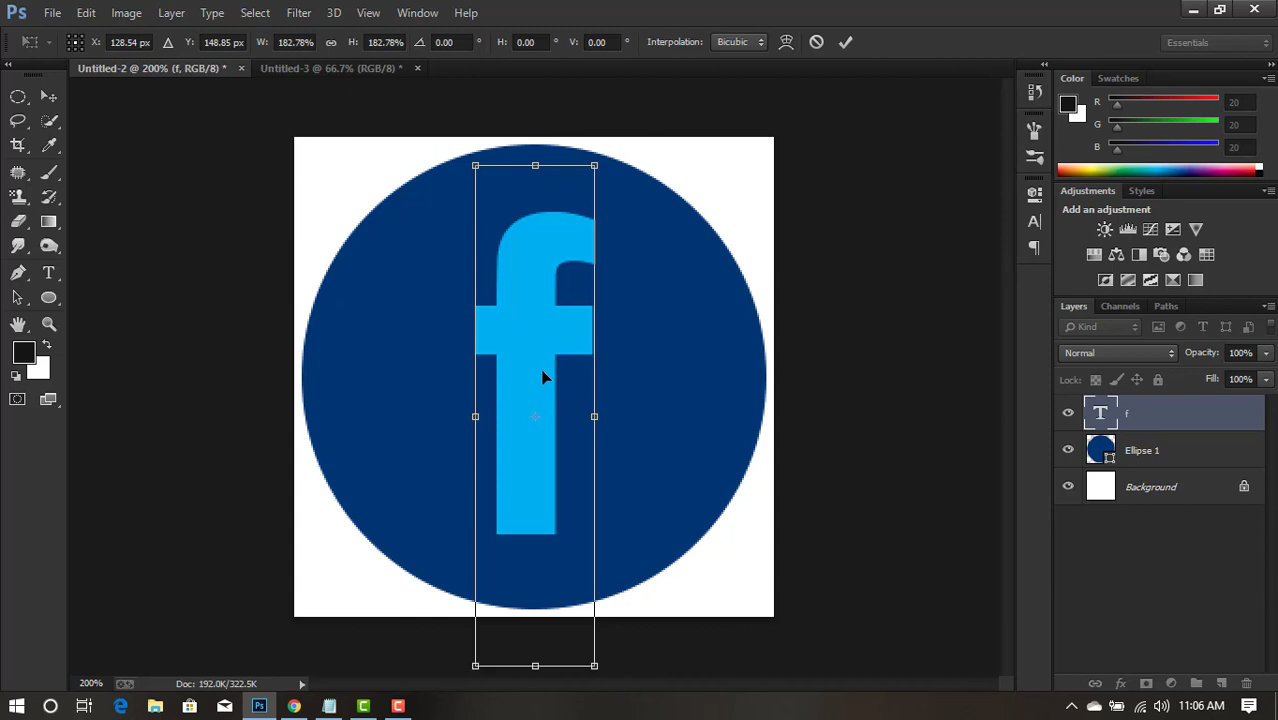 Ps File Edit Image Layer Type Select Filter 3D View Window Help
X: 128.54 px Y: 148.85 px W: 182.78% H: 182.78% 0.00 ° H: 0.00 ° V: 0.00 ° Interpolation: Bicubic Essentials
Untitled-2 @ 200% (f, RGB/8) * × Untitled-3 @ 66.7% (RGB/8) * ×
Color Swatches
R 20
G 20
B 20
Adjustments Styles
Add an adjustment
Layers Channels Paths
Kind
Normal Opacity: 100%
Lock: Fill: 100%
T f
Ellipse 1
Background
f
200% Doc: 192.0K/322.5K
11:06 AM